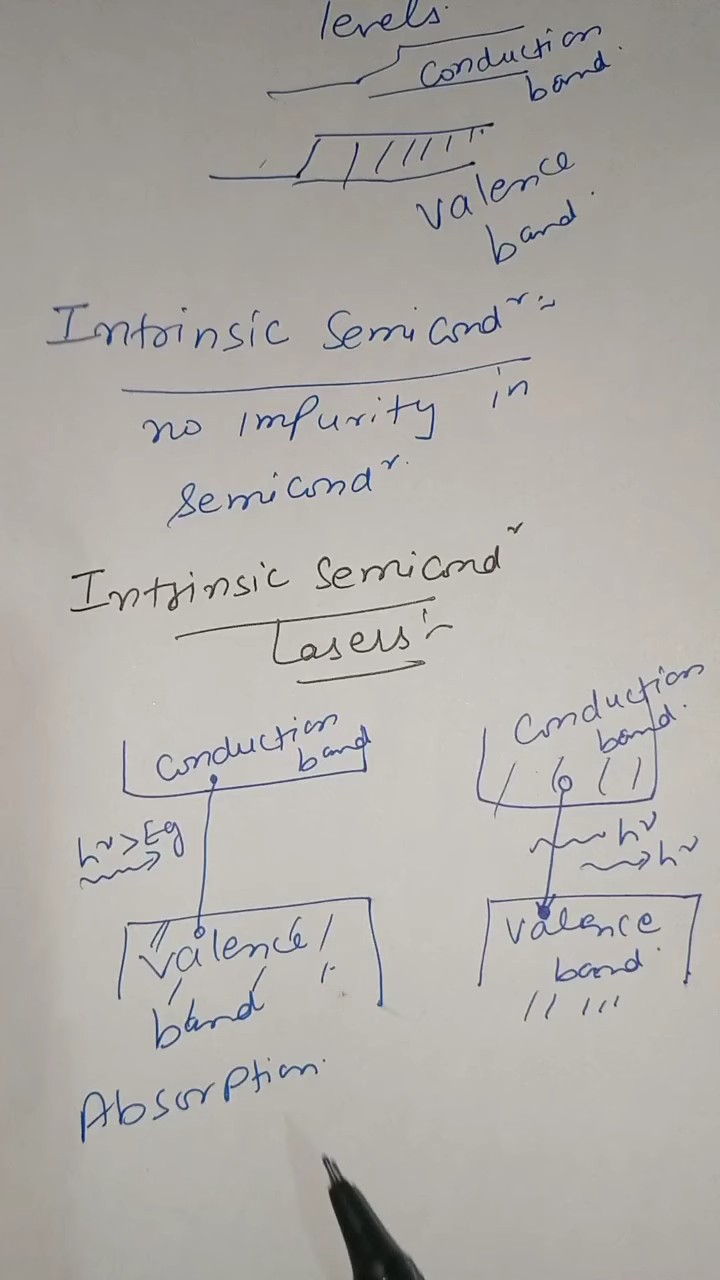 levels.
Conduction
band.
Valence
band.
Intrinsic Semicondr :-
no impurity in
Semicondr.
Intrinsic Semicondr
Lasers :-
Conduction
band
hν>Eg
Valence
band
Absorption.
Conduction
band.
hν
hν
Valence
band.